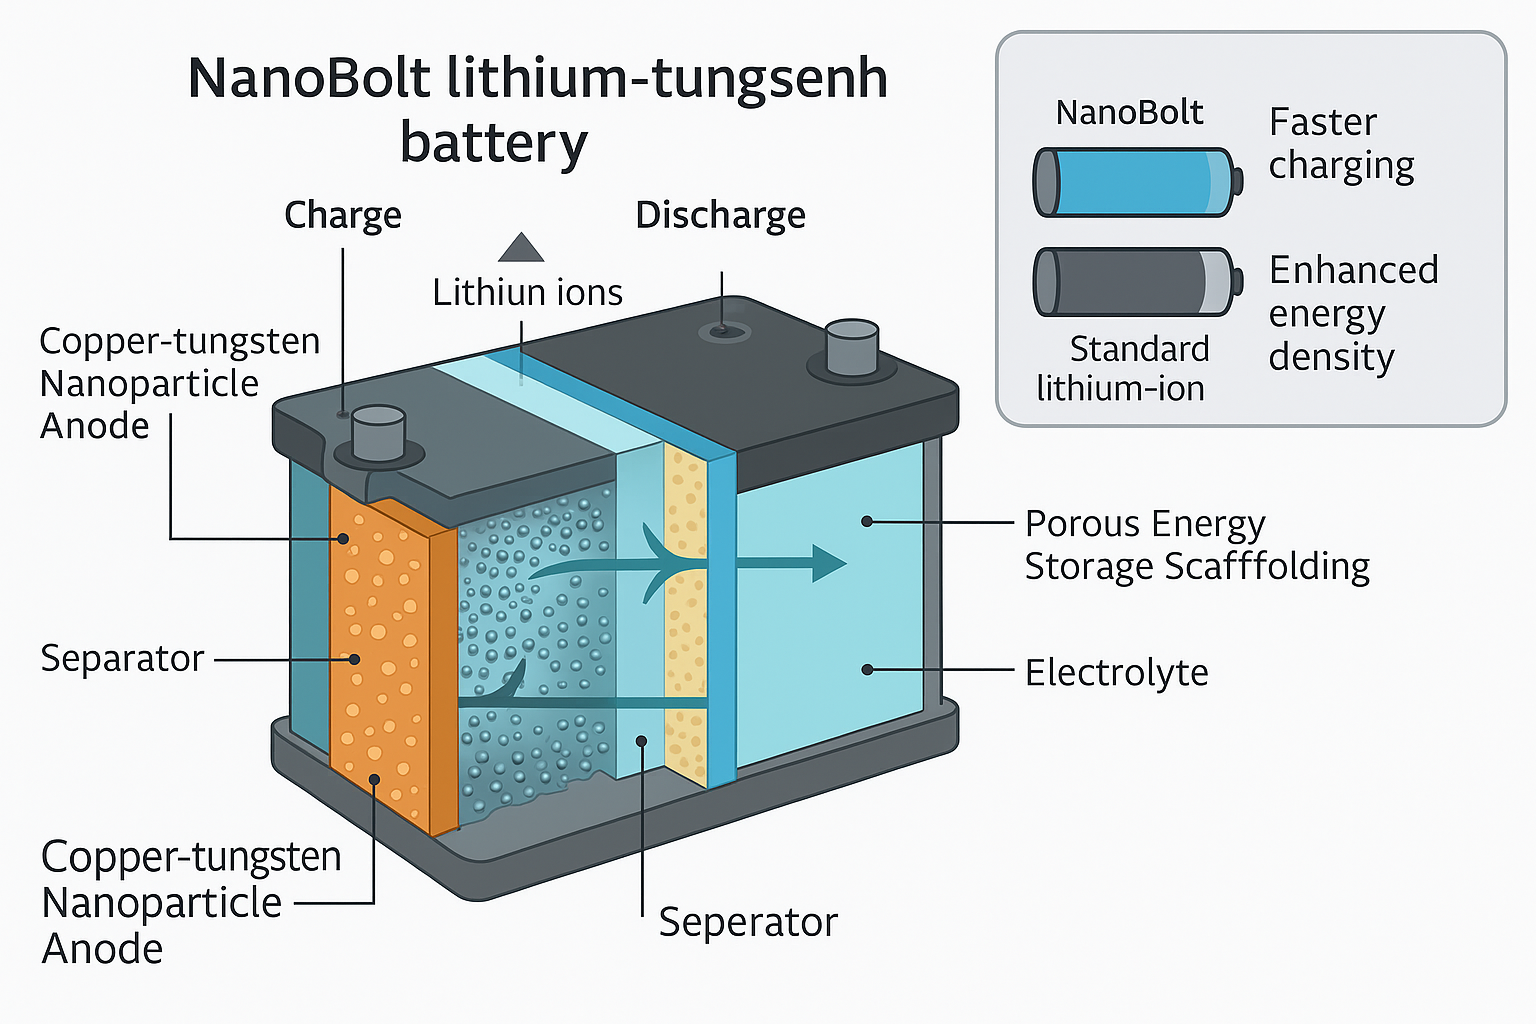 NanoBolt lithium-tungsenh
battery
Charge
Discharge
Lithiun ions
Copper-tungsten
Nanoparticle
Anode
Separator
Copper-tungsten
Nanoparticle
Anode
Seperator
Porous Energy
Storage Scafffolding
Electrolyte
NanoBolt
Faster
charging
Enhanced
energy
density
Standard
lithium-ion